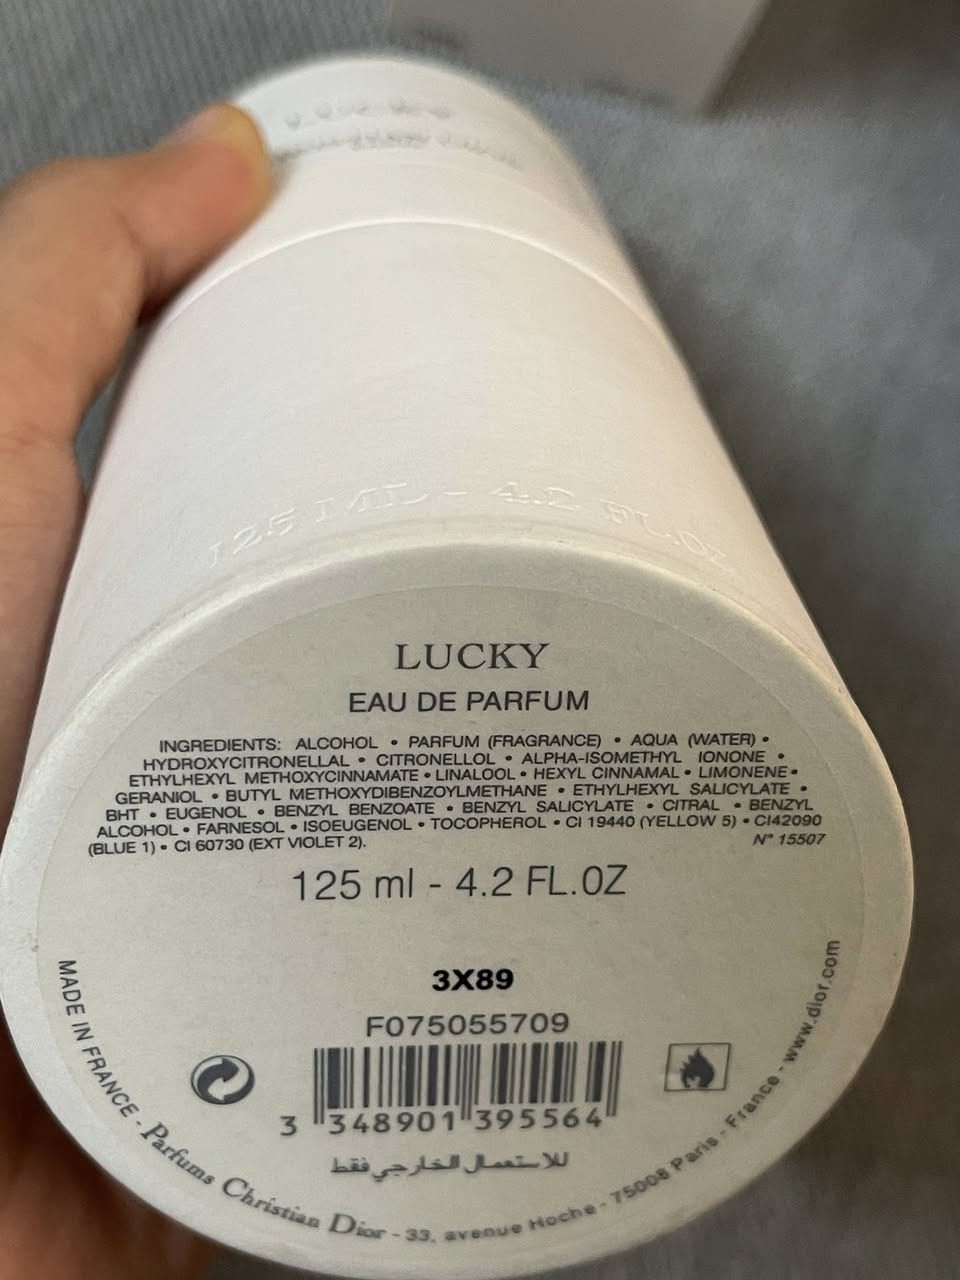 LUCKY
125 ML - 4.2 FL.OZ
LUCKY
EAU DE PARFUM
INGREDIENTS: ALCOHOL • PARFUM (FRAGRANCE) • AQUA (WATER) •
HYDROXYCITRONELLAL • CITRONELLOL • ALPHA-ISOMETHYL IONONE •
ETHYLHEXYL METHOXYCINNAMATE • LINALOOL • HEXYL CINNAMAL • LIMONENE •
GERANIOL • BUTYL METHOXYDIBENZOYLMETHANE • ETHYLHEXYL SALICYLATE •
BHT • EUGENOL • BENZYL BENZOATE • BENZYL SALICYLATE • CITRAL • BENZYL
ALCOHOL • FARNESOL • ISOEUGENOL • TOCOPHEROL • CI 19440 (YELLOW 5) • CI42090
(BLUE 1) • CI 60730 (EXT VIOLET 2). N° 15507
125 ml - 4.2 FL.OZ
3X89
F075055709
3 348901 395564
للاستعمال الخارجي فقط
MADE IN FRANCE - Parfums Christian Dior - 33, avenue Hoche - 75008 Paris - France - www.dior.com